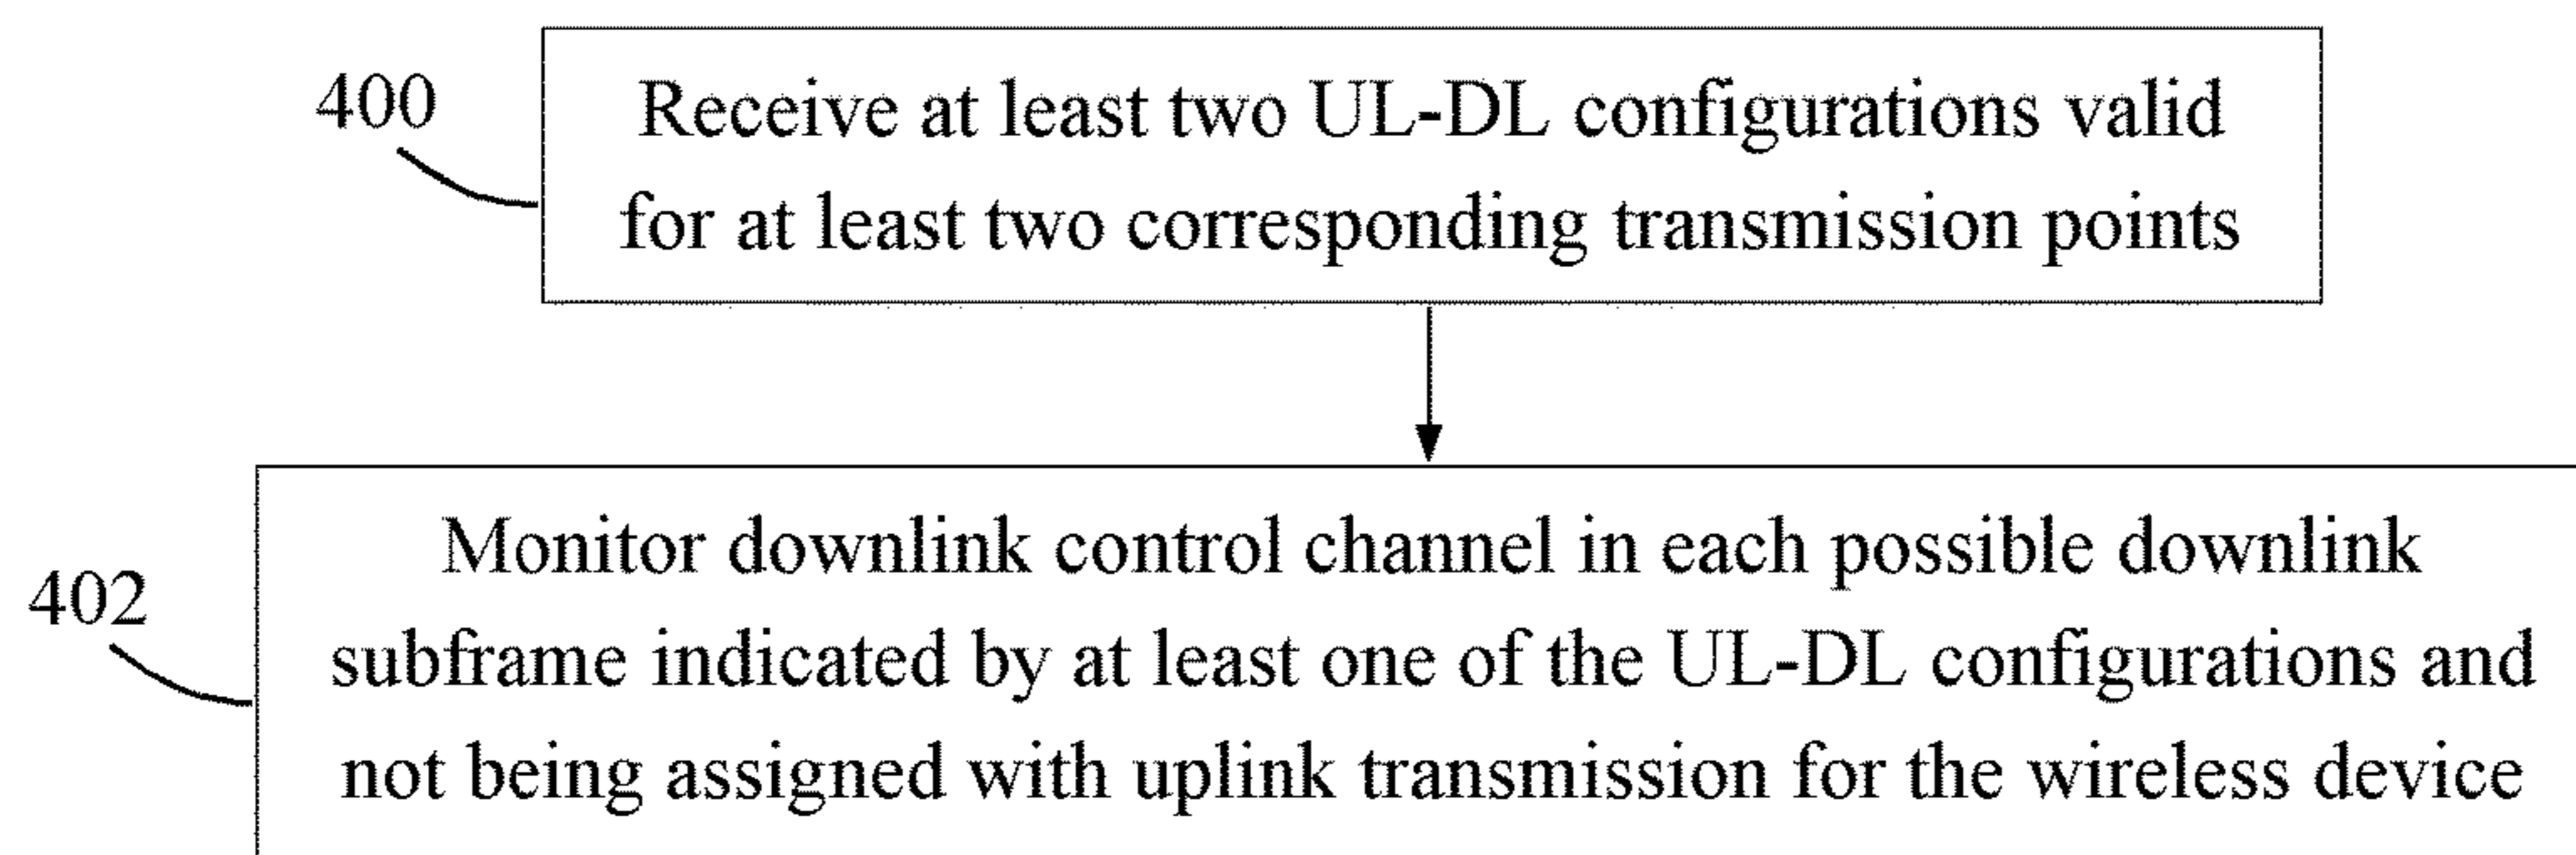 400
Receive at least two UL-DL configurations valid
for at least two corresponding transmission points
402
Monitor downlink control channel in each possible downlink
subframe indicated by at least one of the UL-DL configurations and
not being assigned with uplink transmission for the wireless device